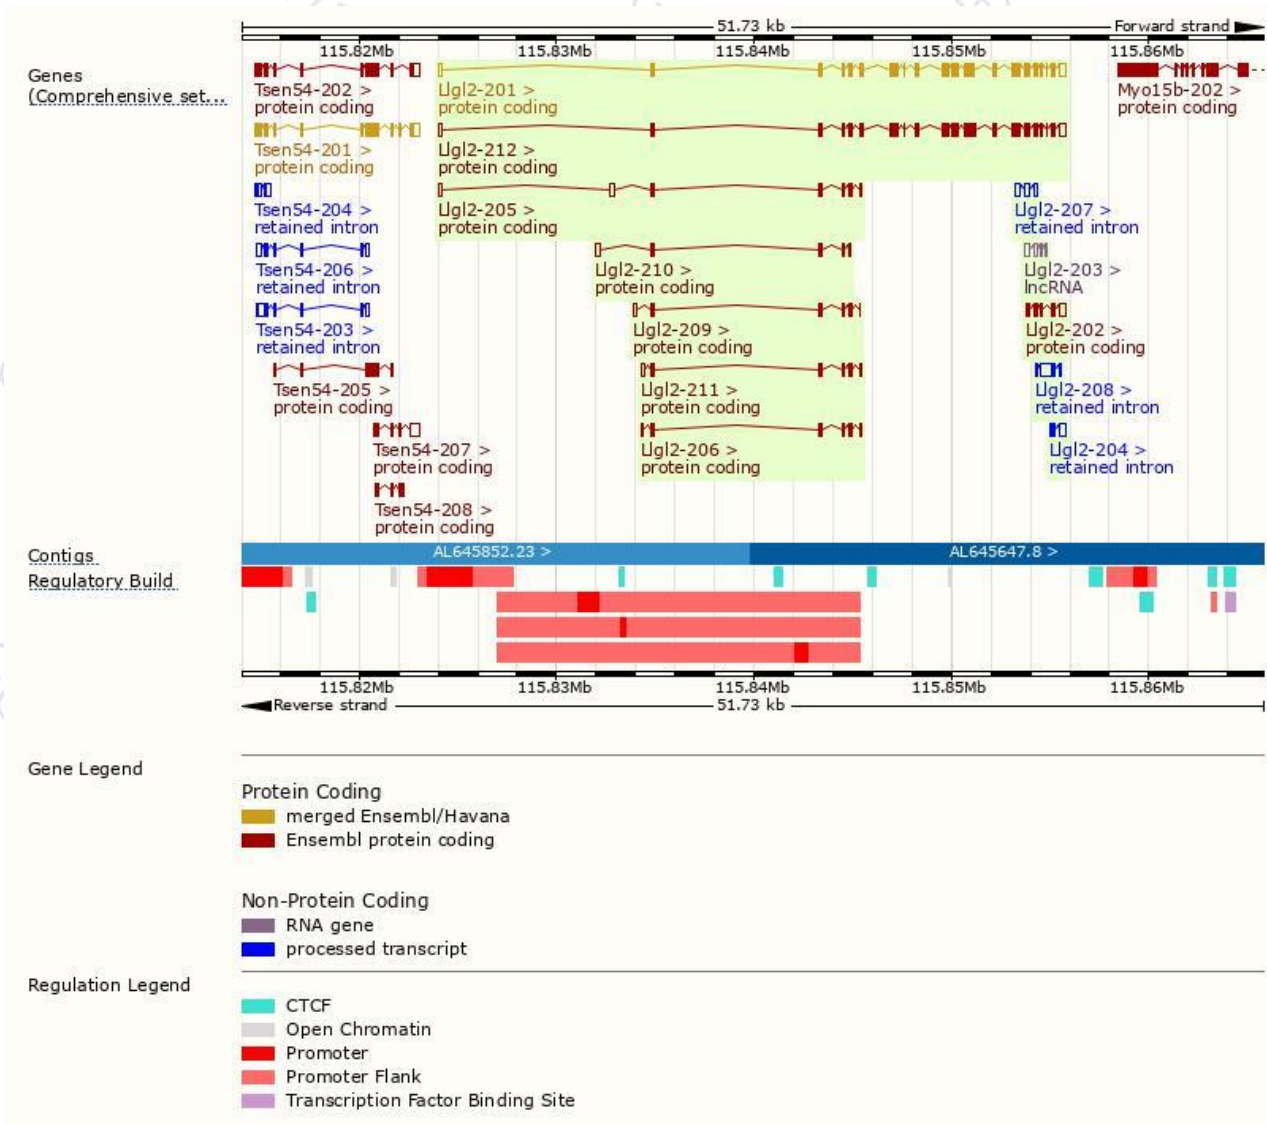 51.73 kb
Forward strand
115.82Mb 115.83Mb 115.84Mb 115.85Mb 115.86Mb
Genes
(Comprehensive set...
Tsen54-202 >
protein coding
Llgl2-201 >
protein coding
Myo15b-202 >
protein coding
Tsen54-201 >
protein coding
Llgl2-212 >
protein coding
Tsen54-204 >
retained intron
Llgl2-205 >
protein coding
Llgl2-207 >
retained intron
Tsen54-206 >
retained intron
Llgl2-210 >
protein coding
Llgl2-203 >
lncRNA
Tsen54-203 >
retained intron
Llgl2-209 >
protein coding
Llgl2-202 >
protein coding
Tsen54-205 >
protein coding
Llgl2-211 >
protein coding
Llgl2-208 >
retained intron
Tsen54-207 >
protein coding
Llgl2-206 >
protein coding
Llgl2-204 >
retained intron
Tsen54-208 >
protein coding
Contigs
AL645852.23 >
AL645647.8 >
Regulatory Build
115.82Mb 115.83Mb 115.84Mb 115.85Mb 115.86Mb
Reverse strand
51.73 kb
Gene Legend
Protein Coding
merged Ensembl/Havana
Ensembl protein coding
Non-Protein Coding
RNA gene
processed transcript
Regulation Legend
CTCF
Open Chromatin
Promoter
Promoter Flank
Transcription Factor Binding Site